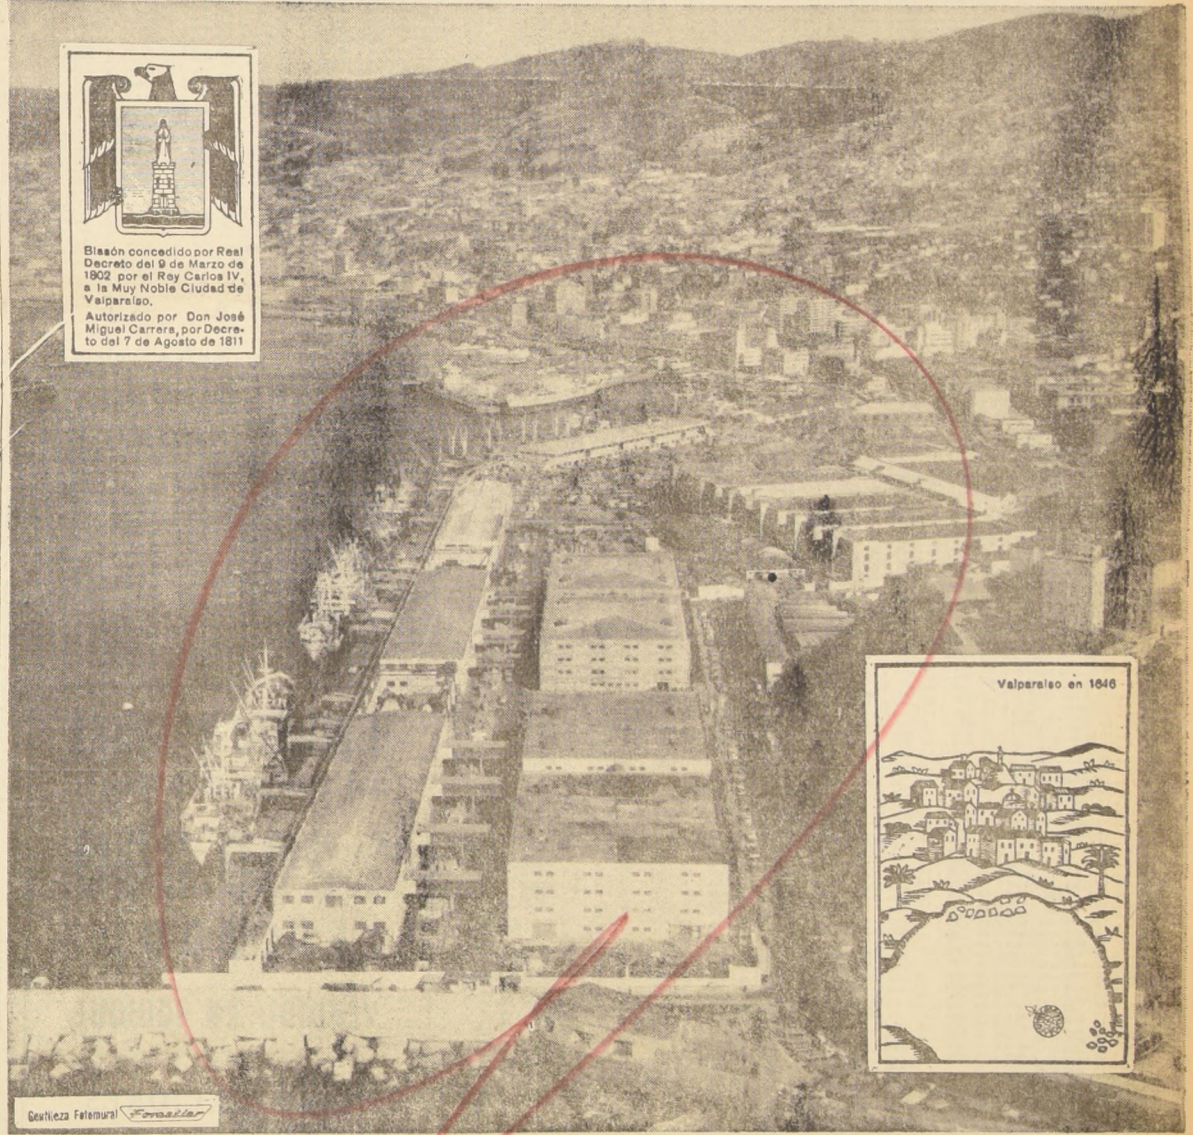 Blasón concedido por Real
Decreto del 9 de Marzo de
1802 por el Rey Carlos IV,
a la Muy Noble Ciudad de
Valparaíso.
Autorizado por Don José
Miguel Carrera, por Decre-
to del 7 de Agosto de 1811
Valparaiso en 1646
Gentileza Fotomural